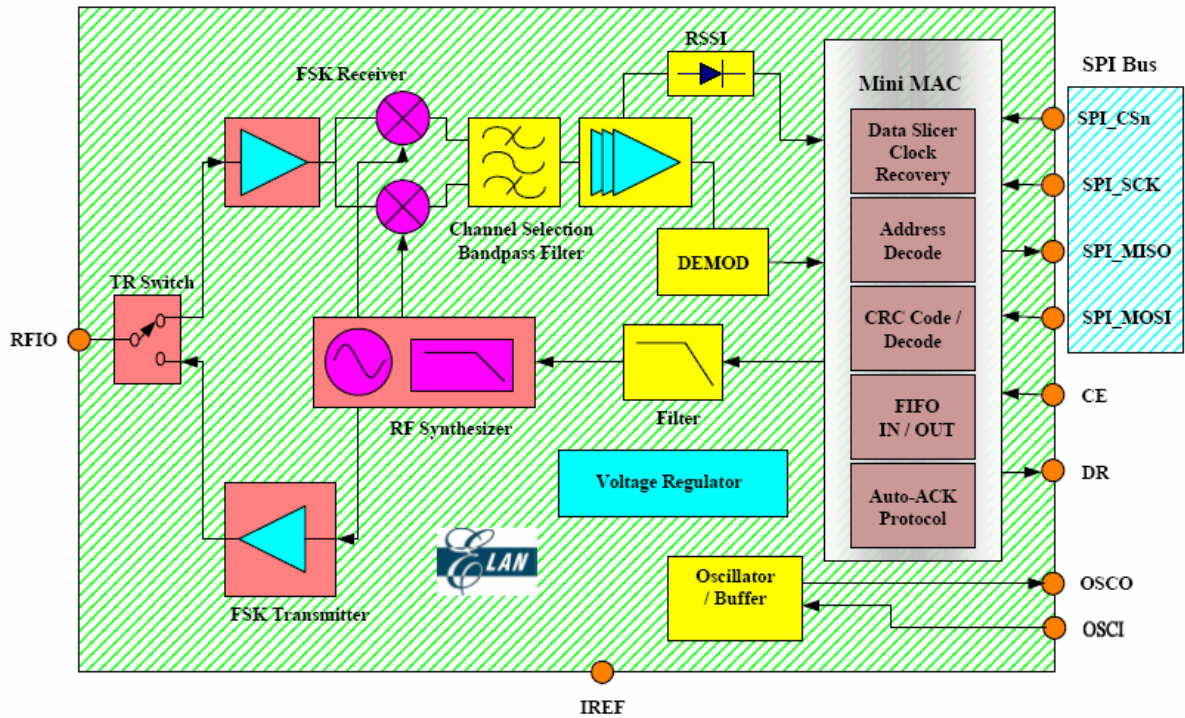 RSSI
SPI Bus
FSK Receiver
Mini MAC
SPI_CSn
Data Slicer
Clock
Recovery
SPI_SCK
Channel Selection
Bandpass Filter
Address
Decode
SPI_MISO
DEMOD
TR Switch
RFIO
CRC Code /
Decode
SPI_MOSI
RF Synthesizer
Filter
FIFO
IN / OUT
CE
Voltage Regulator
Auto-ACK
Protocol
DR
ELAN
FSK Transmitter
Oscillator
/ Buffer
OSCO
OSCI
IREF